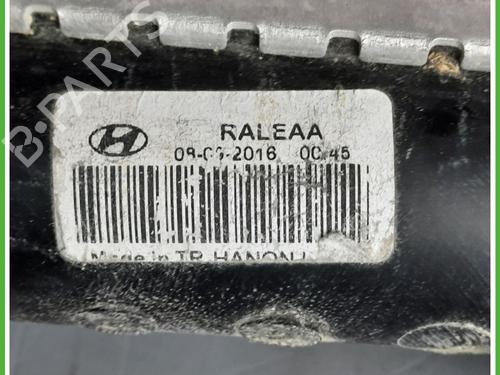 B-PARTS
RALEAA
08-06-2016 00:45
Made in TR HANON